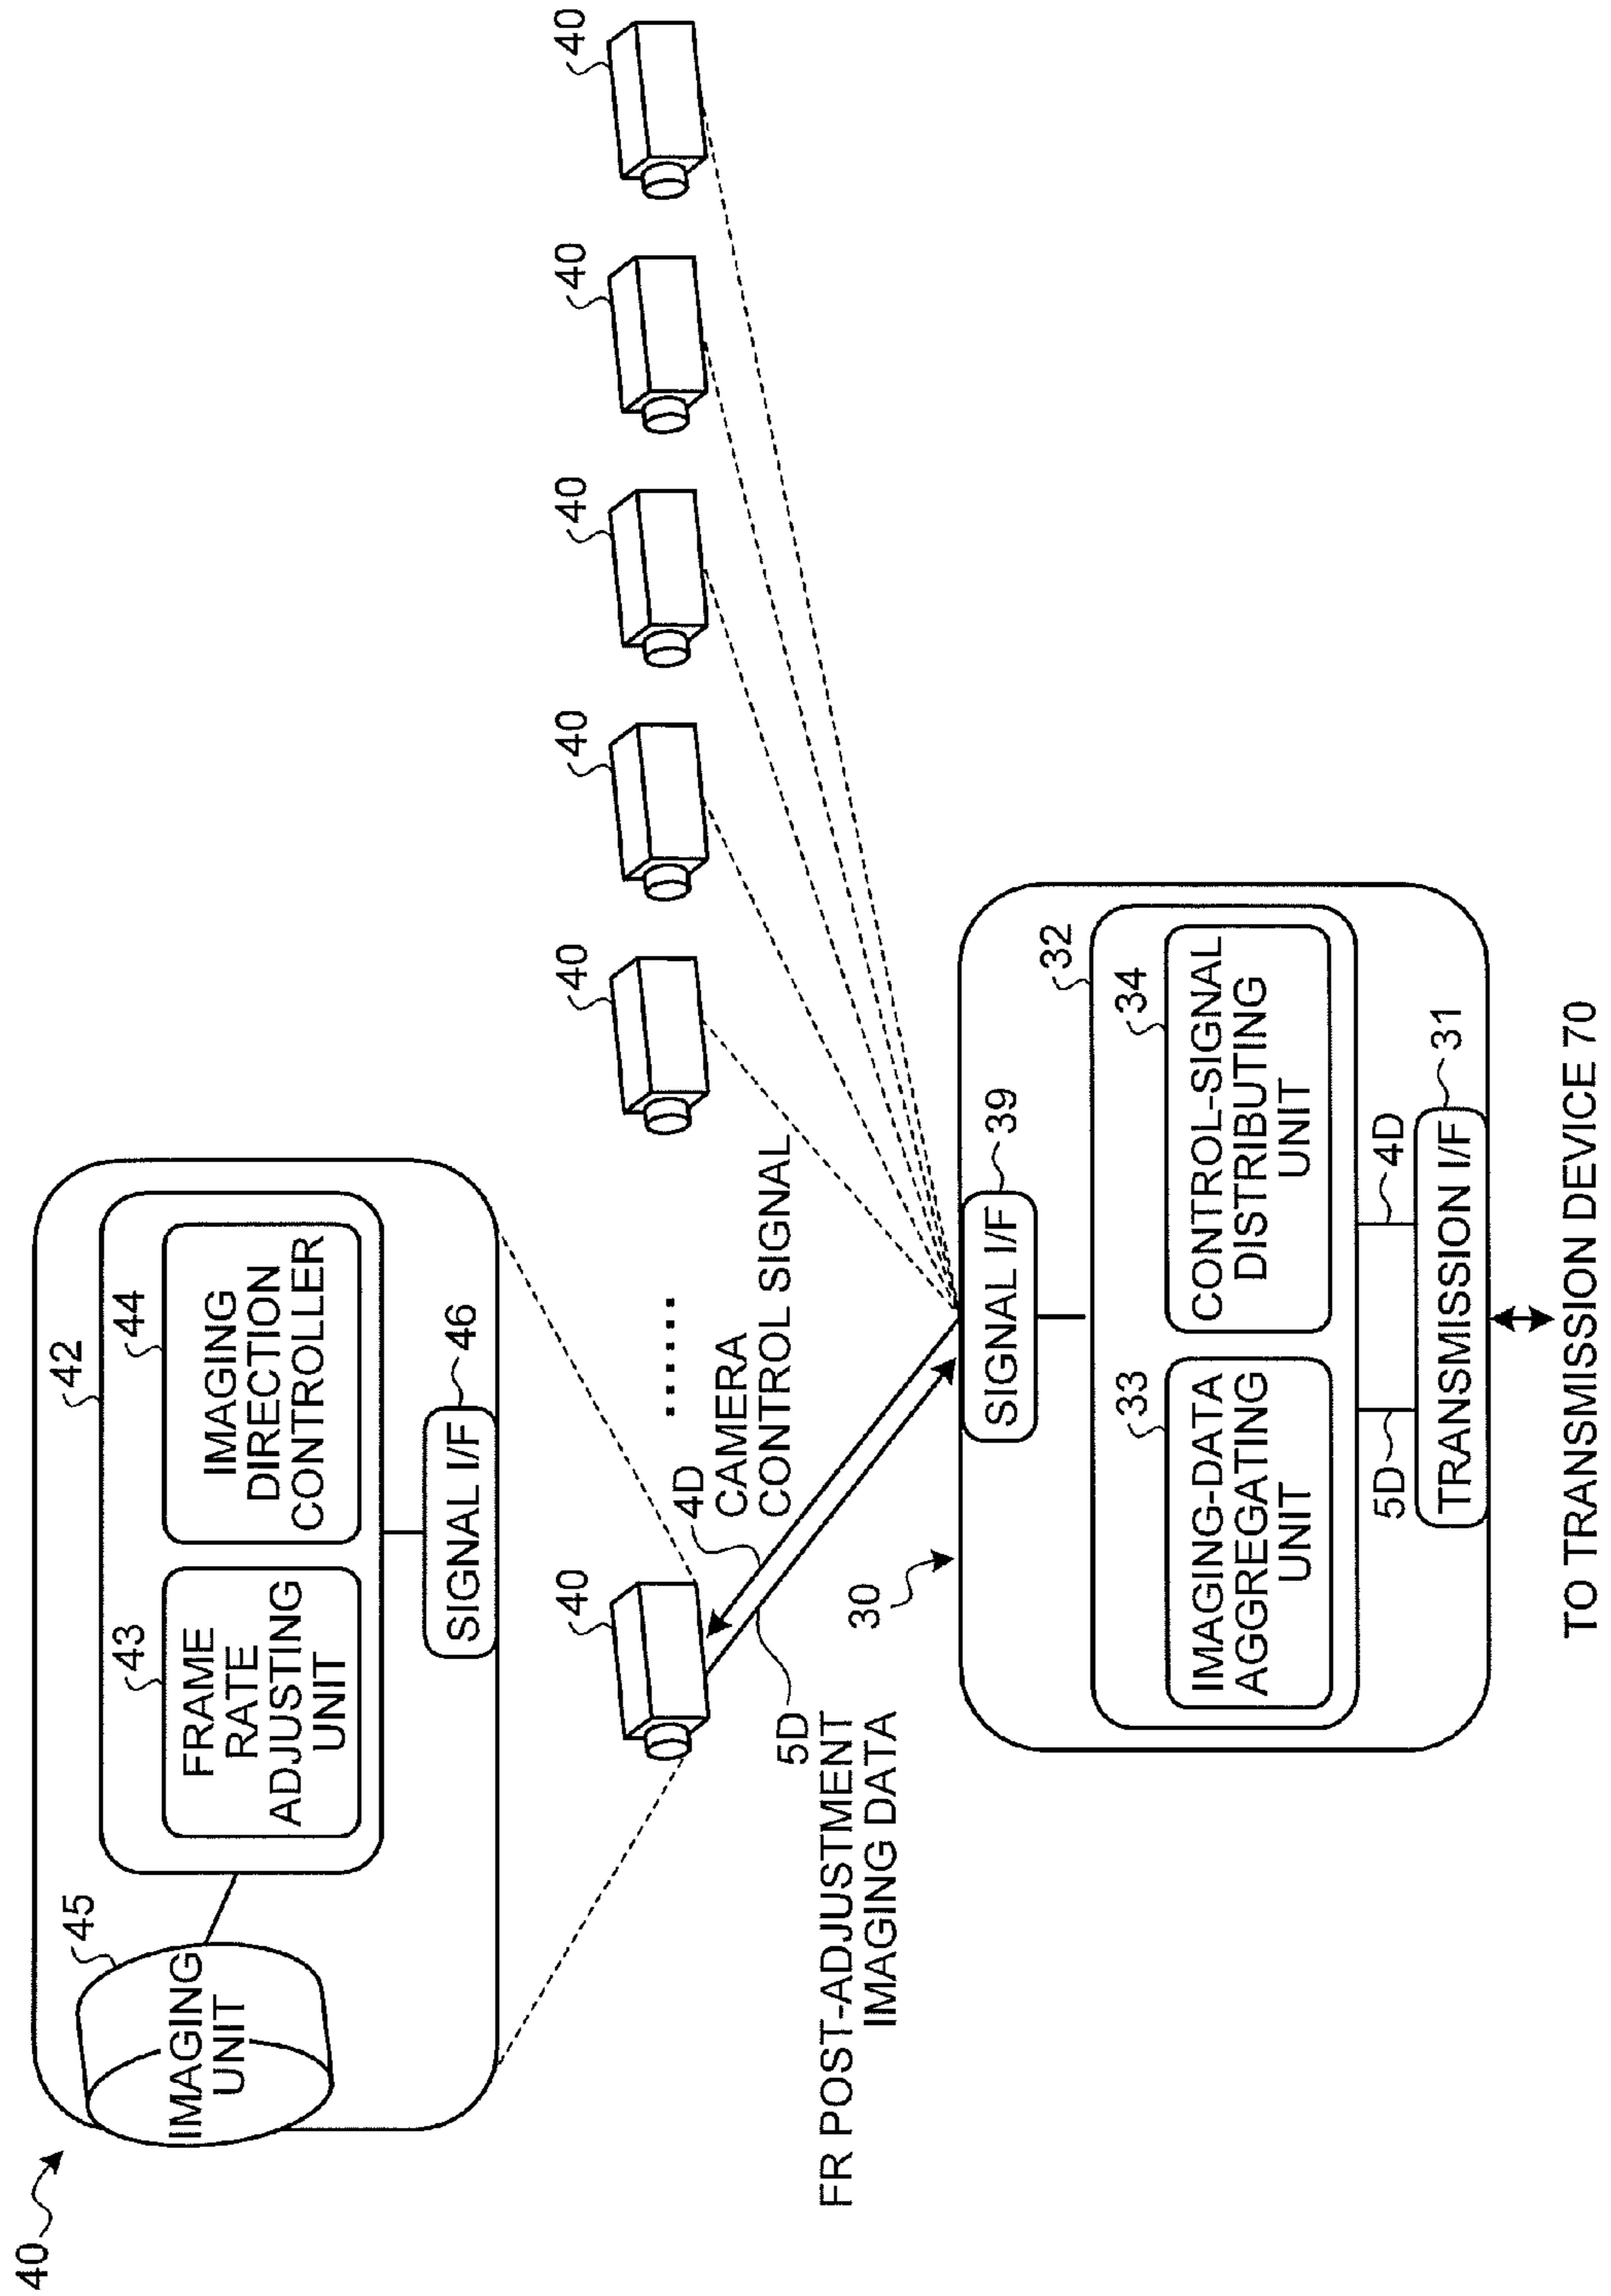 40
45
IMAGING
UNIT
42
43
FRAME
RATE
ADJUSTING
UNIT
44
IMAGING
DIRECTION
CONTROLLER
SIGNAL I/F
46
40
40
40
40
40
40
......
4D
CAMERA
CONTROL SIGNAL
5D
FR POST-ADJUSTMENT
IMAGING DATA
30
SIGNAL I/F
39
32
33
IMAGING-DATA
AGGREGATING
UNIT
34
CONTROL-SIGNAL
DISTRIBUTING
UNIT
5D
4D
TRANSMISSION I/F
31
TO TRANSMISSION DEVICE 70